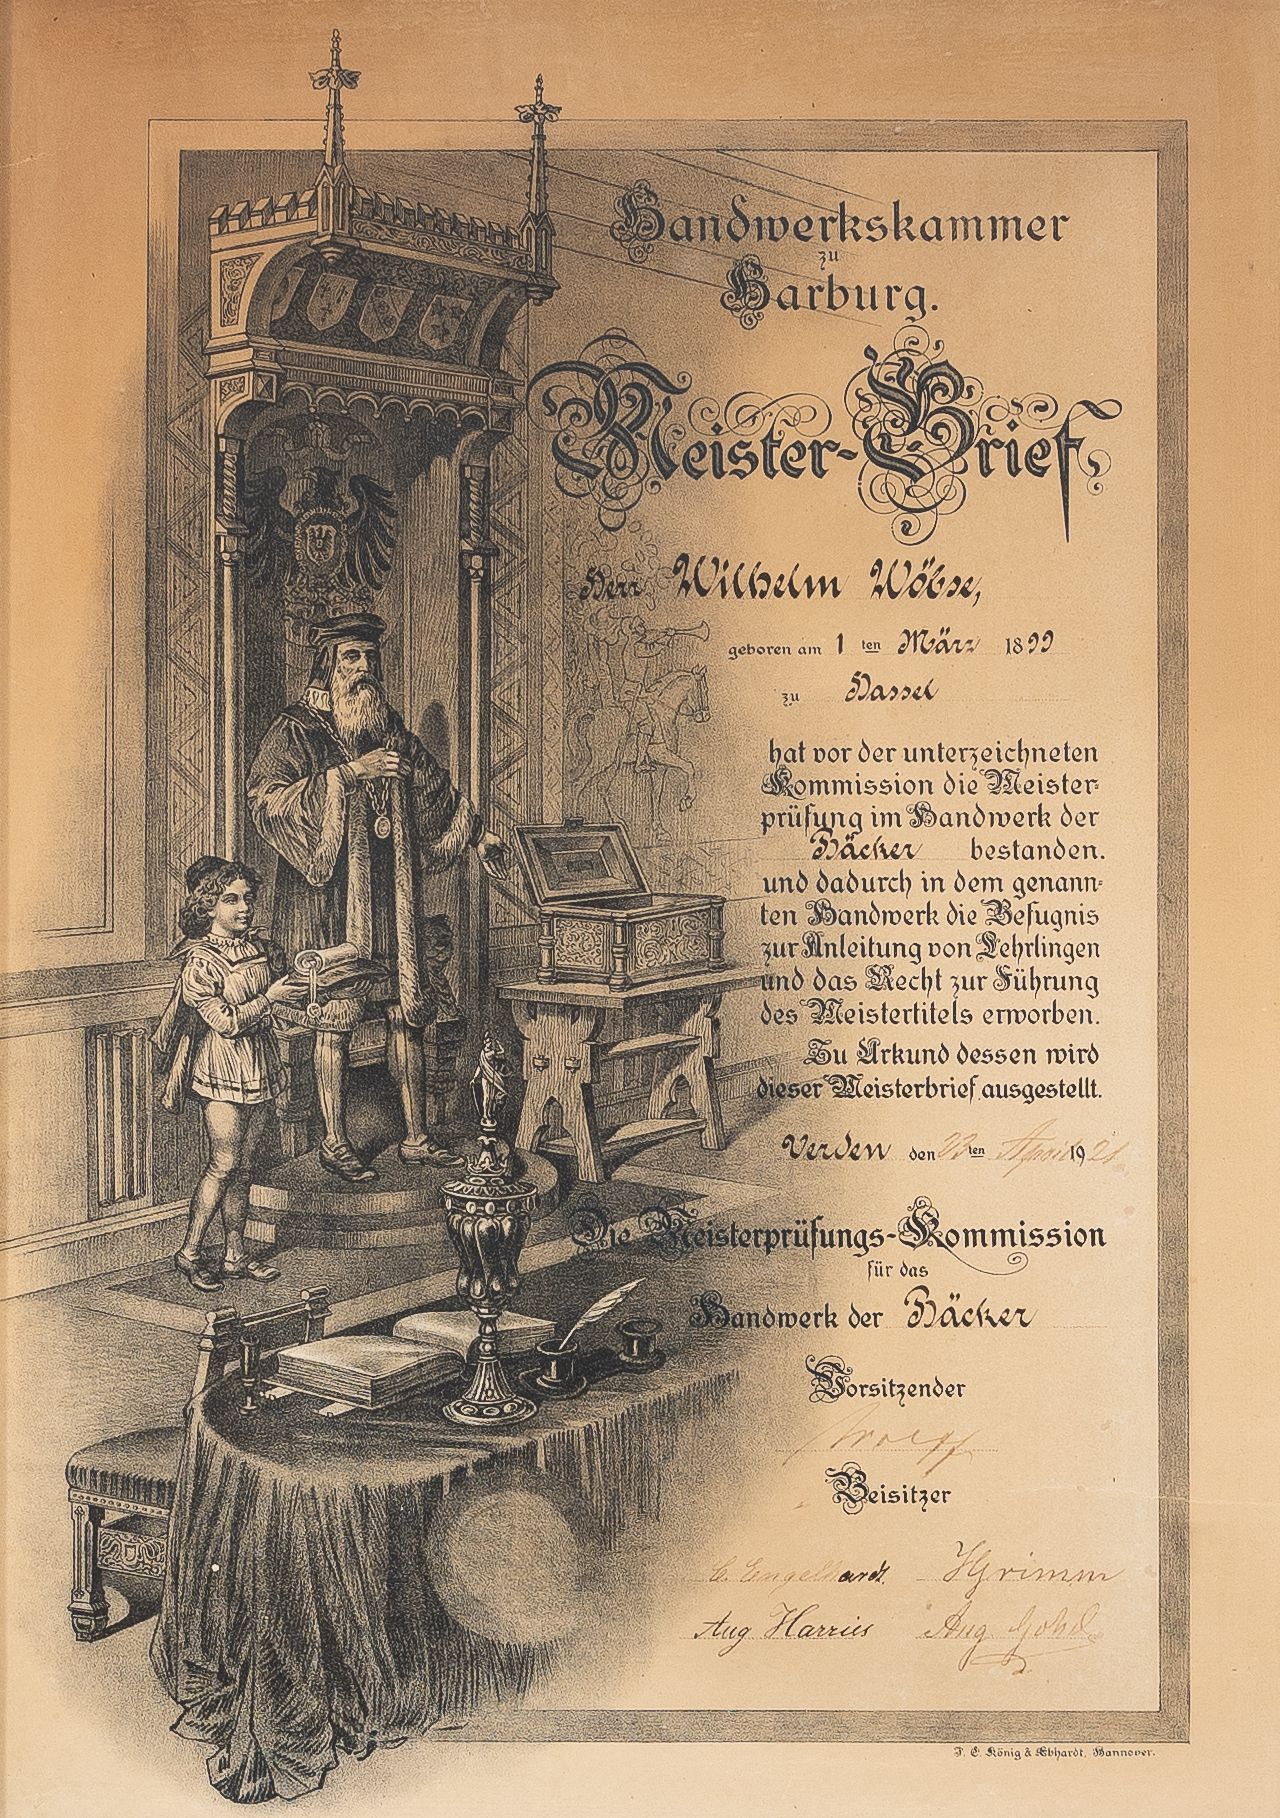 Handwerkskammer
zu
Harburg.
Meister-Brief.
Herr Wilhelm Wöbse,
geboren am 1 ten März 1899
zu Hassel
hat vor der unterzeichneten
Kommission die Meister-
prüfung im Handwerk der
Bäcker bestanden.
und dadurch in dem genann-
ten Handwerk die Befugnis
zur Anleitung von Lehrlingen
und das Recht zur Führung
des Meistertitels erworben.
Zu Urkund dessen wird
dieser Meisterbrief ausgestellt.
Verden den ten April 192
Die Meisterprüfungs-Kommission
für das
Handwerk der Bäcker
Vorsitzender
Beisitzer
C. Engelhardt. HGrimm
Aug Harries Aug
J. C. König & Ebhardt, Hannover.